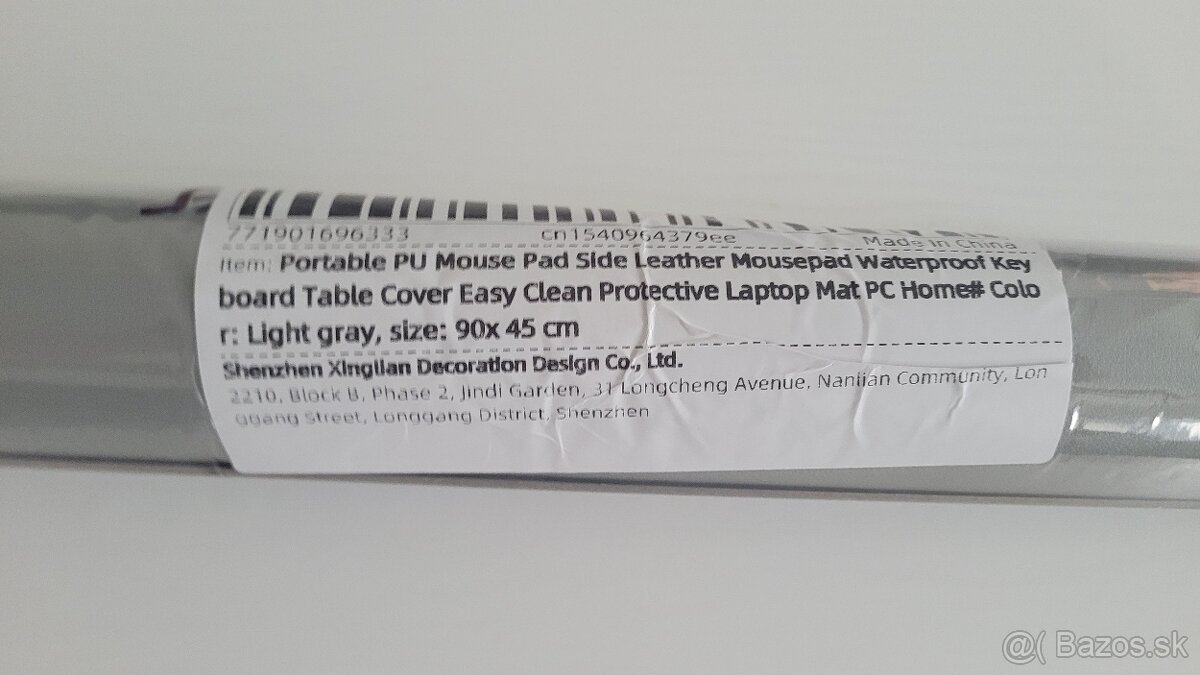 771901696333 cn1540964379ee Made in China
Item: Portable PU Mouse Pad Side Leather Mousepad Waterproof Key
board Table Cover Easy Clean Protective Laptop Mat PC Home# Colo
r: Light gray, size: 90x 45 cm
Shenzhen Xinglian Decoration Design Co., Ltd.
2210, Block B, Phase 2, Jindi Garden, 31 Longcheng Avenue, Nanlian Community, Lon
ggang Street, Longgang District, Shenzhen
@( Bazos.sk